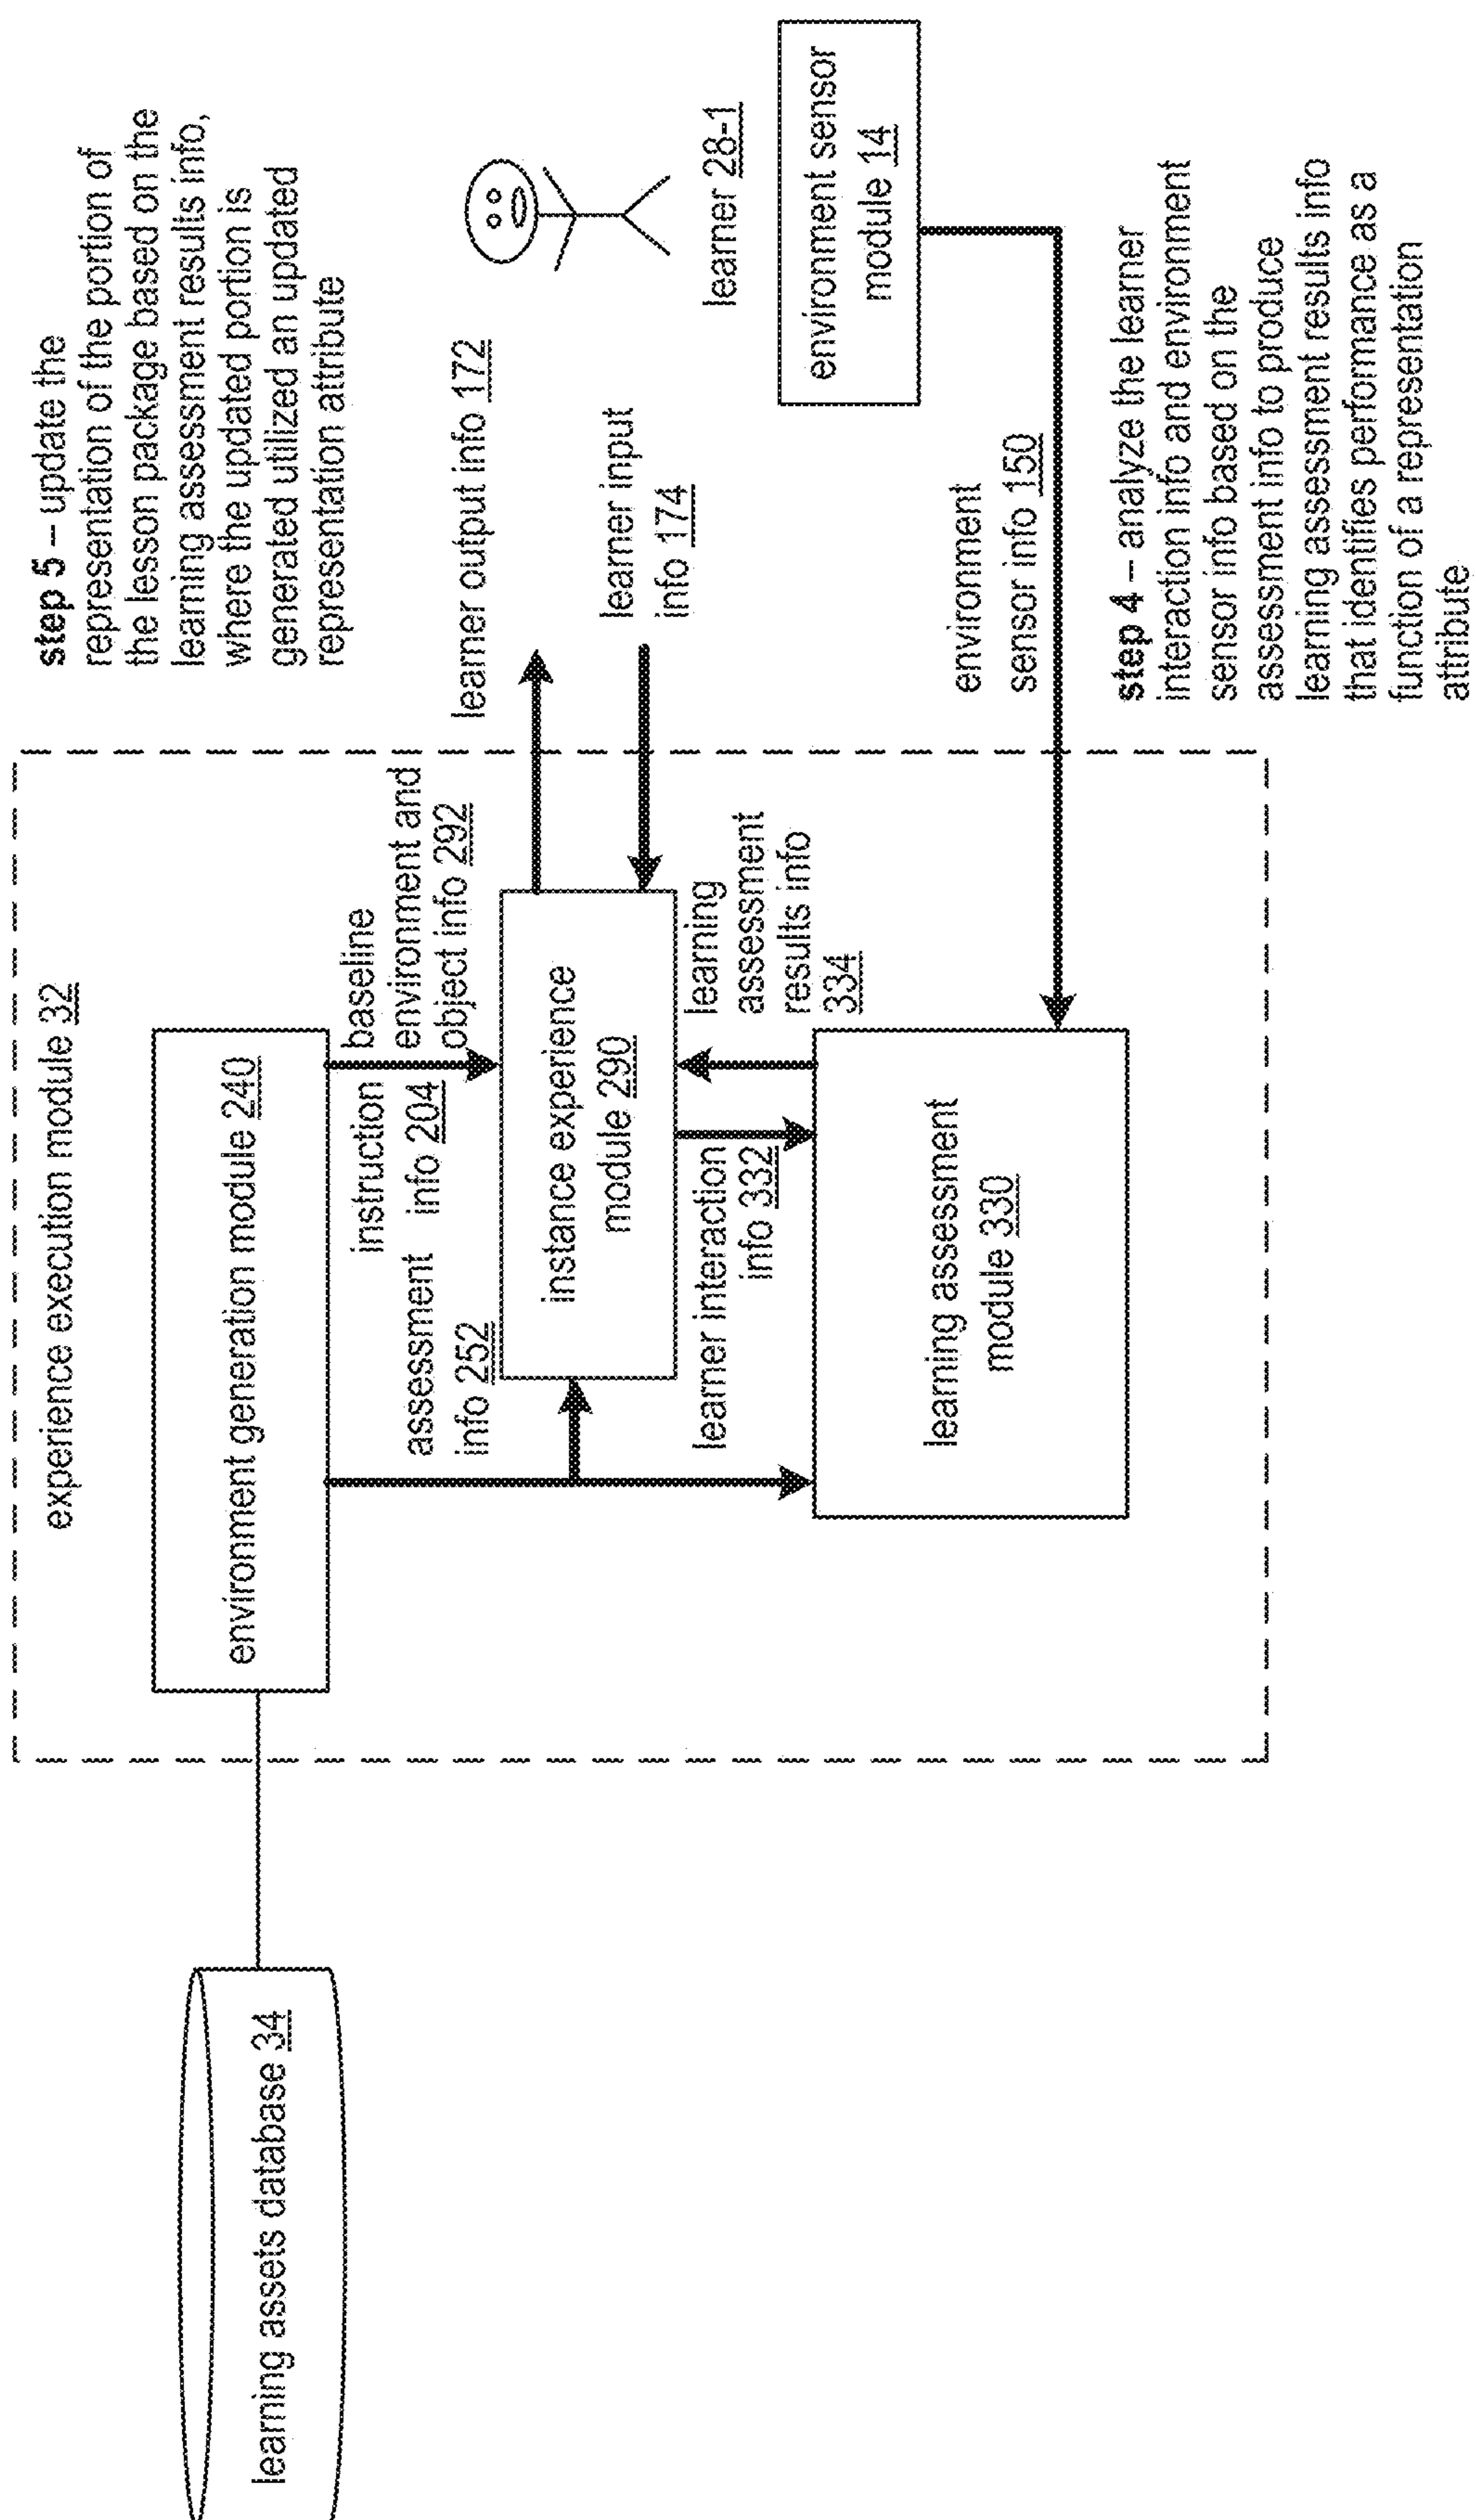 experience execution module 32
learning assets database 34
environment generation module 240
baseline
environment and
object info 292
instruction
info 204
assessment
info 252
instance experience
module 290
learner interaction
info 332
learning
assessment
results info
334
learning assessment
module 330
step 5 – update the
representation of the portion of
the lesson package based on the
learning assessment results info,
where the updated portion is
generated utilized an updated
representation attribute
learner output info 172
learner input
info 174
learner 28-1
environment sensor
module 14
environment
sensor info 150
step 4 – analyze the learner
interaction info and environment
sensor info based on the
assessment info to produce
learning assessment results info
that identifies performance as a
function of a representation
attribute